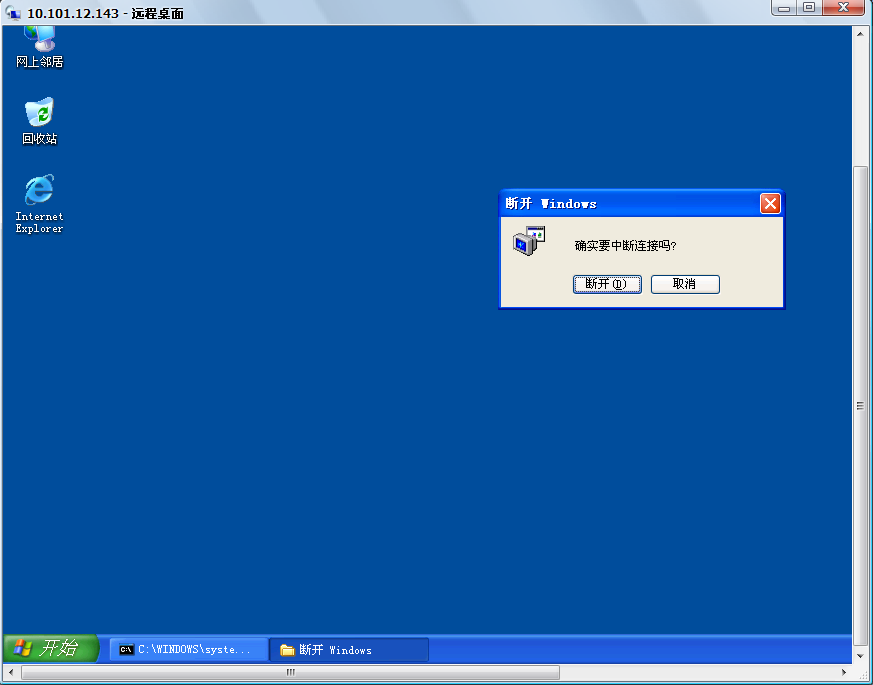 10.101.12.143 - 远程桌面
网上邻居
回收站
Internet
Explorer
断开 Windows
确实要中断连接吗?
断开(D)
取消
开始
C:\WINDOWS\syste...
断开 Windows